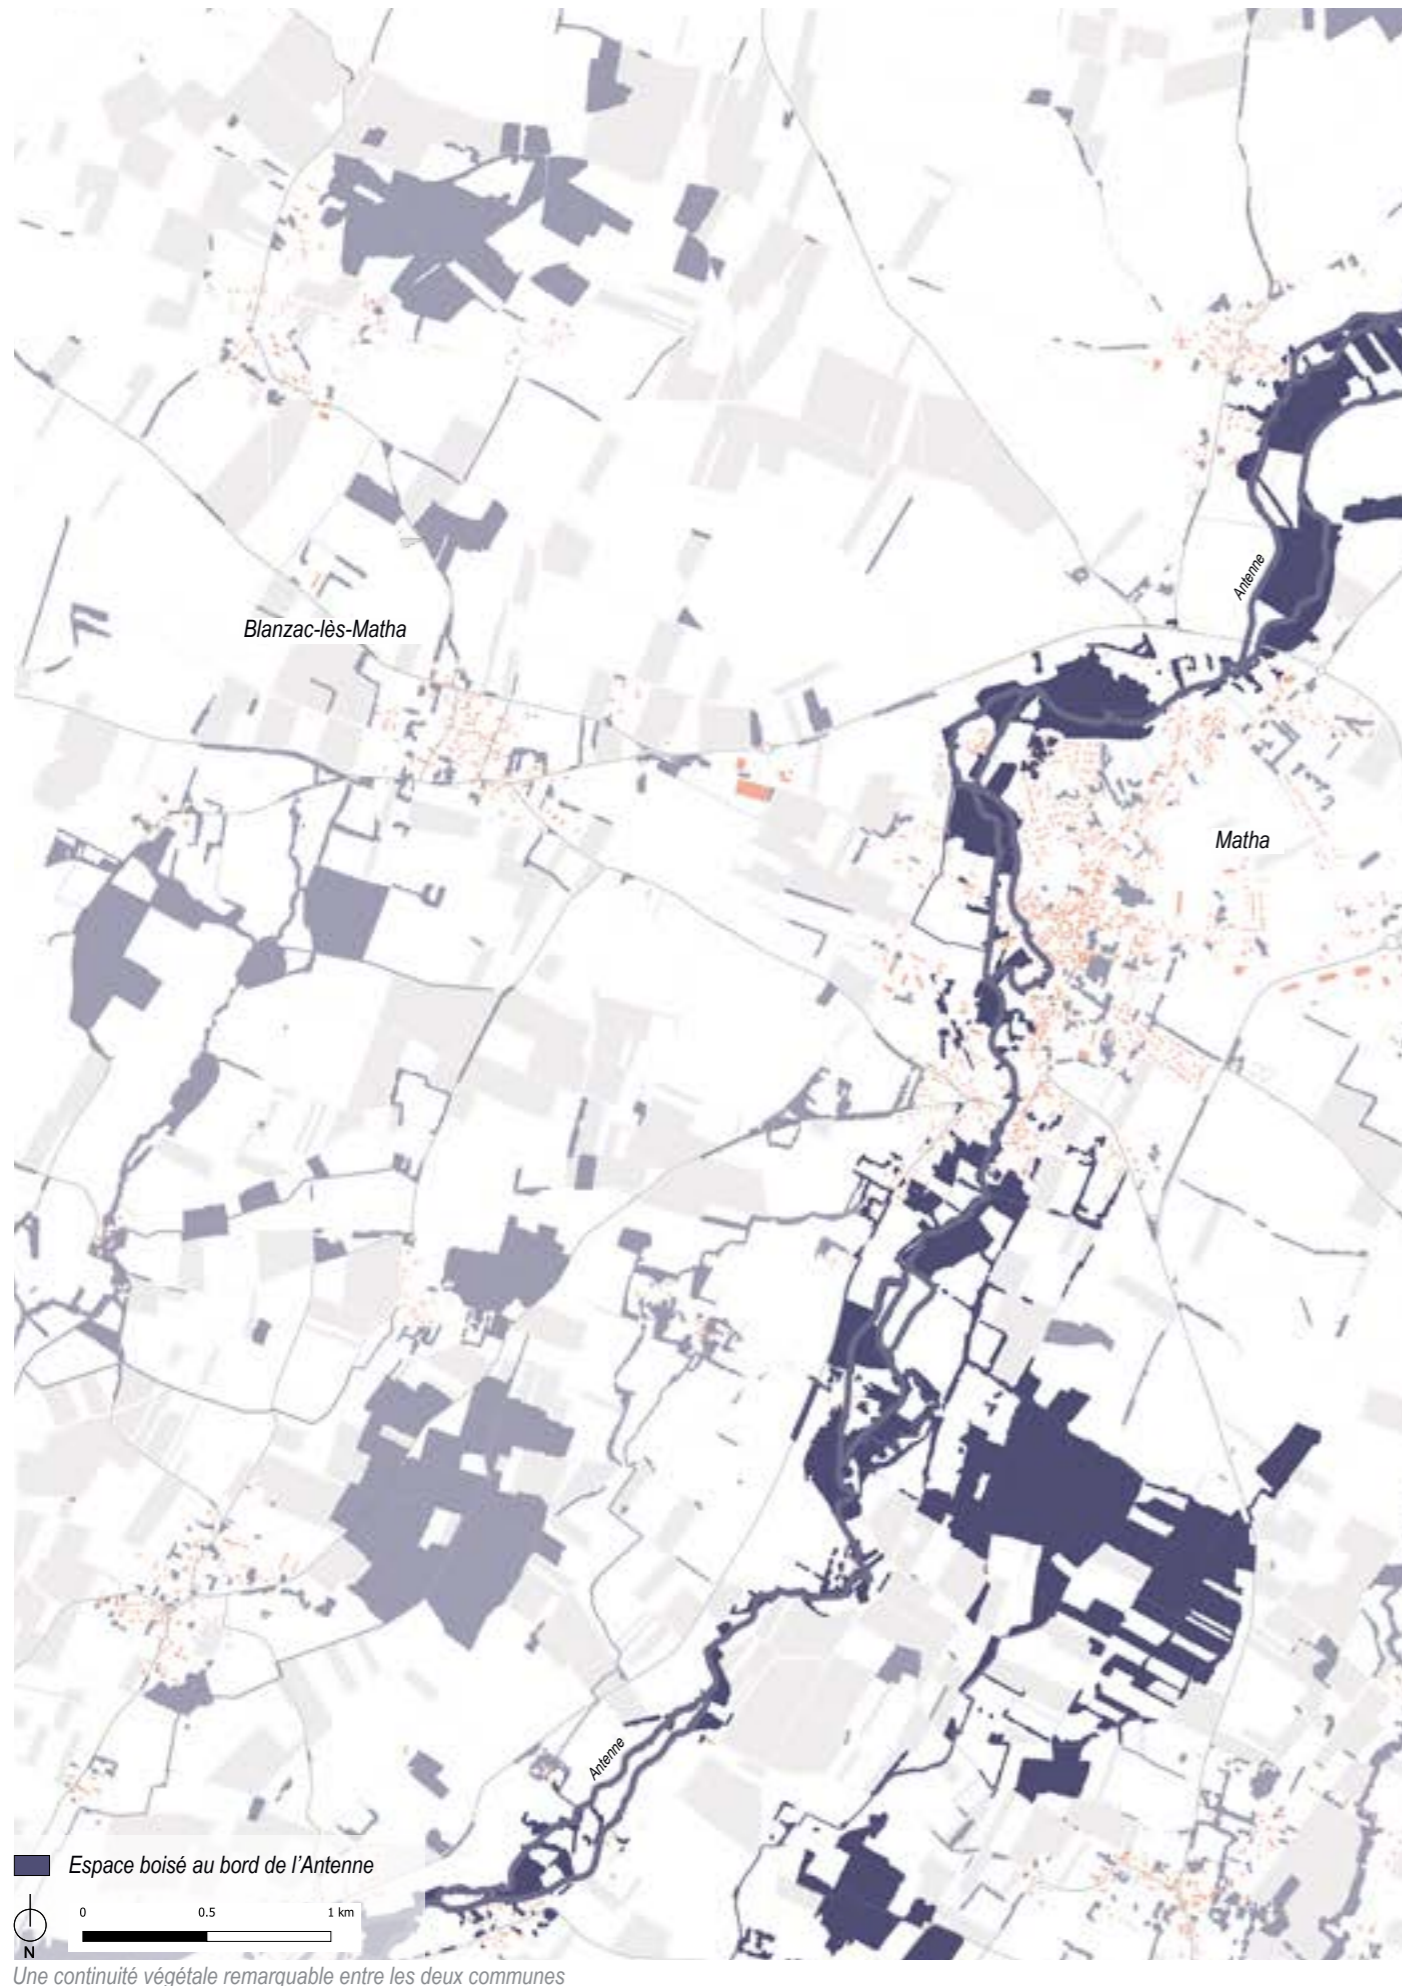 Antenne
Blanzac-lès-Matha
Matha
Antenne
Espace boisé au bord de l'Antenne
0 0.5 1 km
N
Une continuité végétale remarquable entre les deux communes